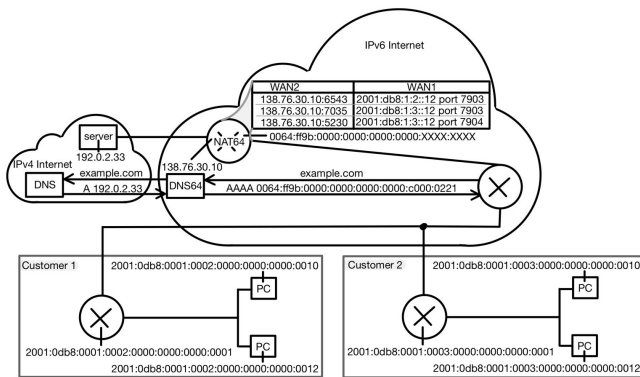 IPv6 Internet
WAN2 WAN1
138.76.30.10:6543 2001:db8:1:2::12 port 7903
138.76.30.10:7035 2001:db8:1:3::12 port 7903
138.76.30.10:5230 2001:db8:1:3::12 port 7904
server
NAT64
0064:ff9b:0000:0000:0000:0000:XXXX:XXXX
192.0.2.33
IPv4 Internet
138.76.30.10
example.com
example.com
DNS
DNS64
A 192.0.2.33
AAAA 0064:ff9b:0000:0000:0000:0000:c000:0221
Customer 1
2001:0db8:0001:0002:0000:0000:0000:0010
PC
PC
2001:0db8:0001:0002:0000:0000:0000:0001
2001:0db8:0001:0002:0000:0000:0000:0012
Customer 2
2001:0db8:0001:0003:0000:0000:0000:0010
PC
PC
2001:0db8:0001:0003:0000:0000:0000:0001
2001:0db8:0001:0003:0000:0000:0000:0012